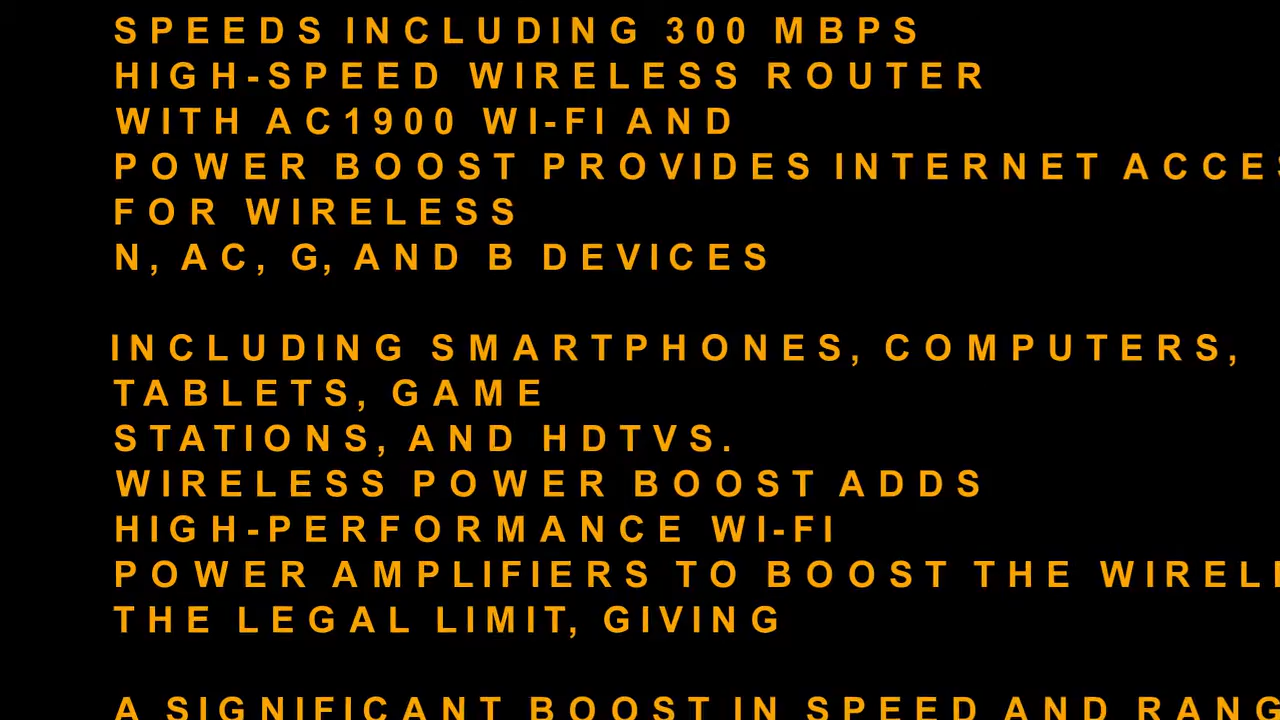 SPEEDS INCLUDING 300 MBPS
HIGH-SPEED WIRELESS ROUTER
WITH AC1900 WI-FI AND
POWER BOOST PROVIDES INTERNET
FOR WIRELESS
N, AC, G, AND B DEVICES
INCLUDING SMARTPHONES, COMPUTERS,
TABLETS, GAME
STATIONS, AND HDTVS.
WIRELESS POWER BOOST ADDS
HIGH-PERFORMANCE WI-FI
POWER AMPLIFIERS TO BOOST THE
THE LEGAL LIMIT, GIVING
A SIGNIFICANT BOOST IN SPEED AND